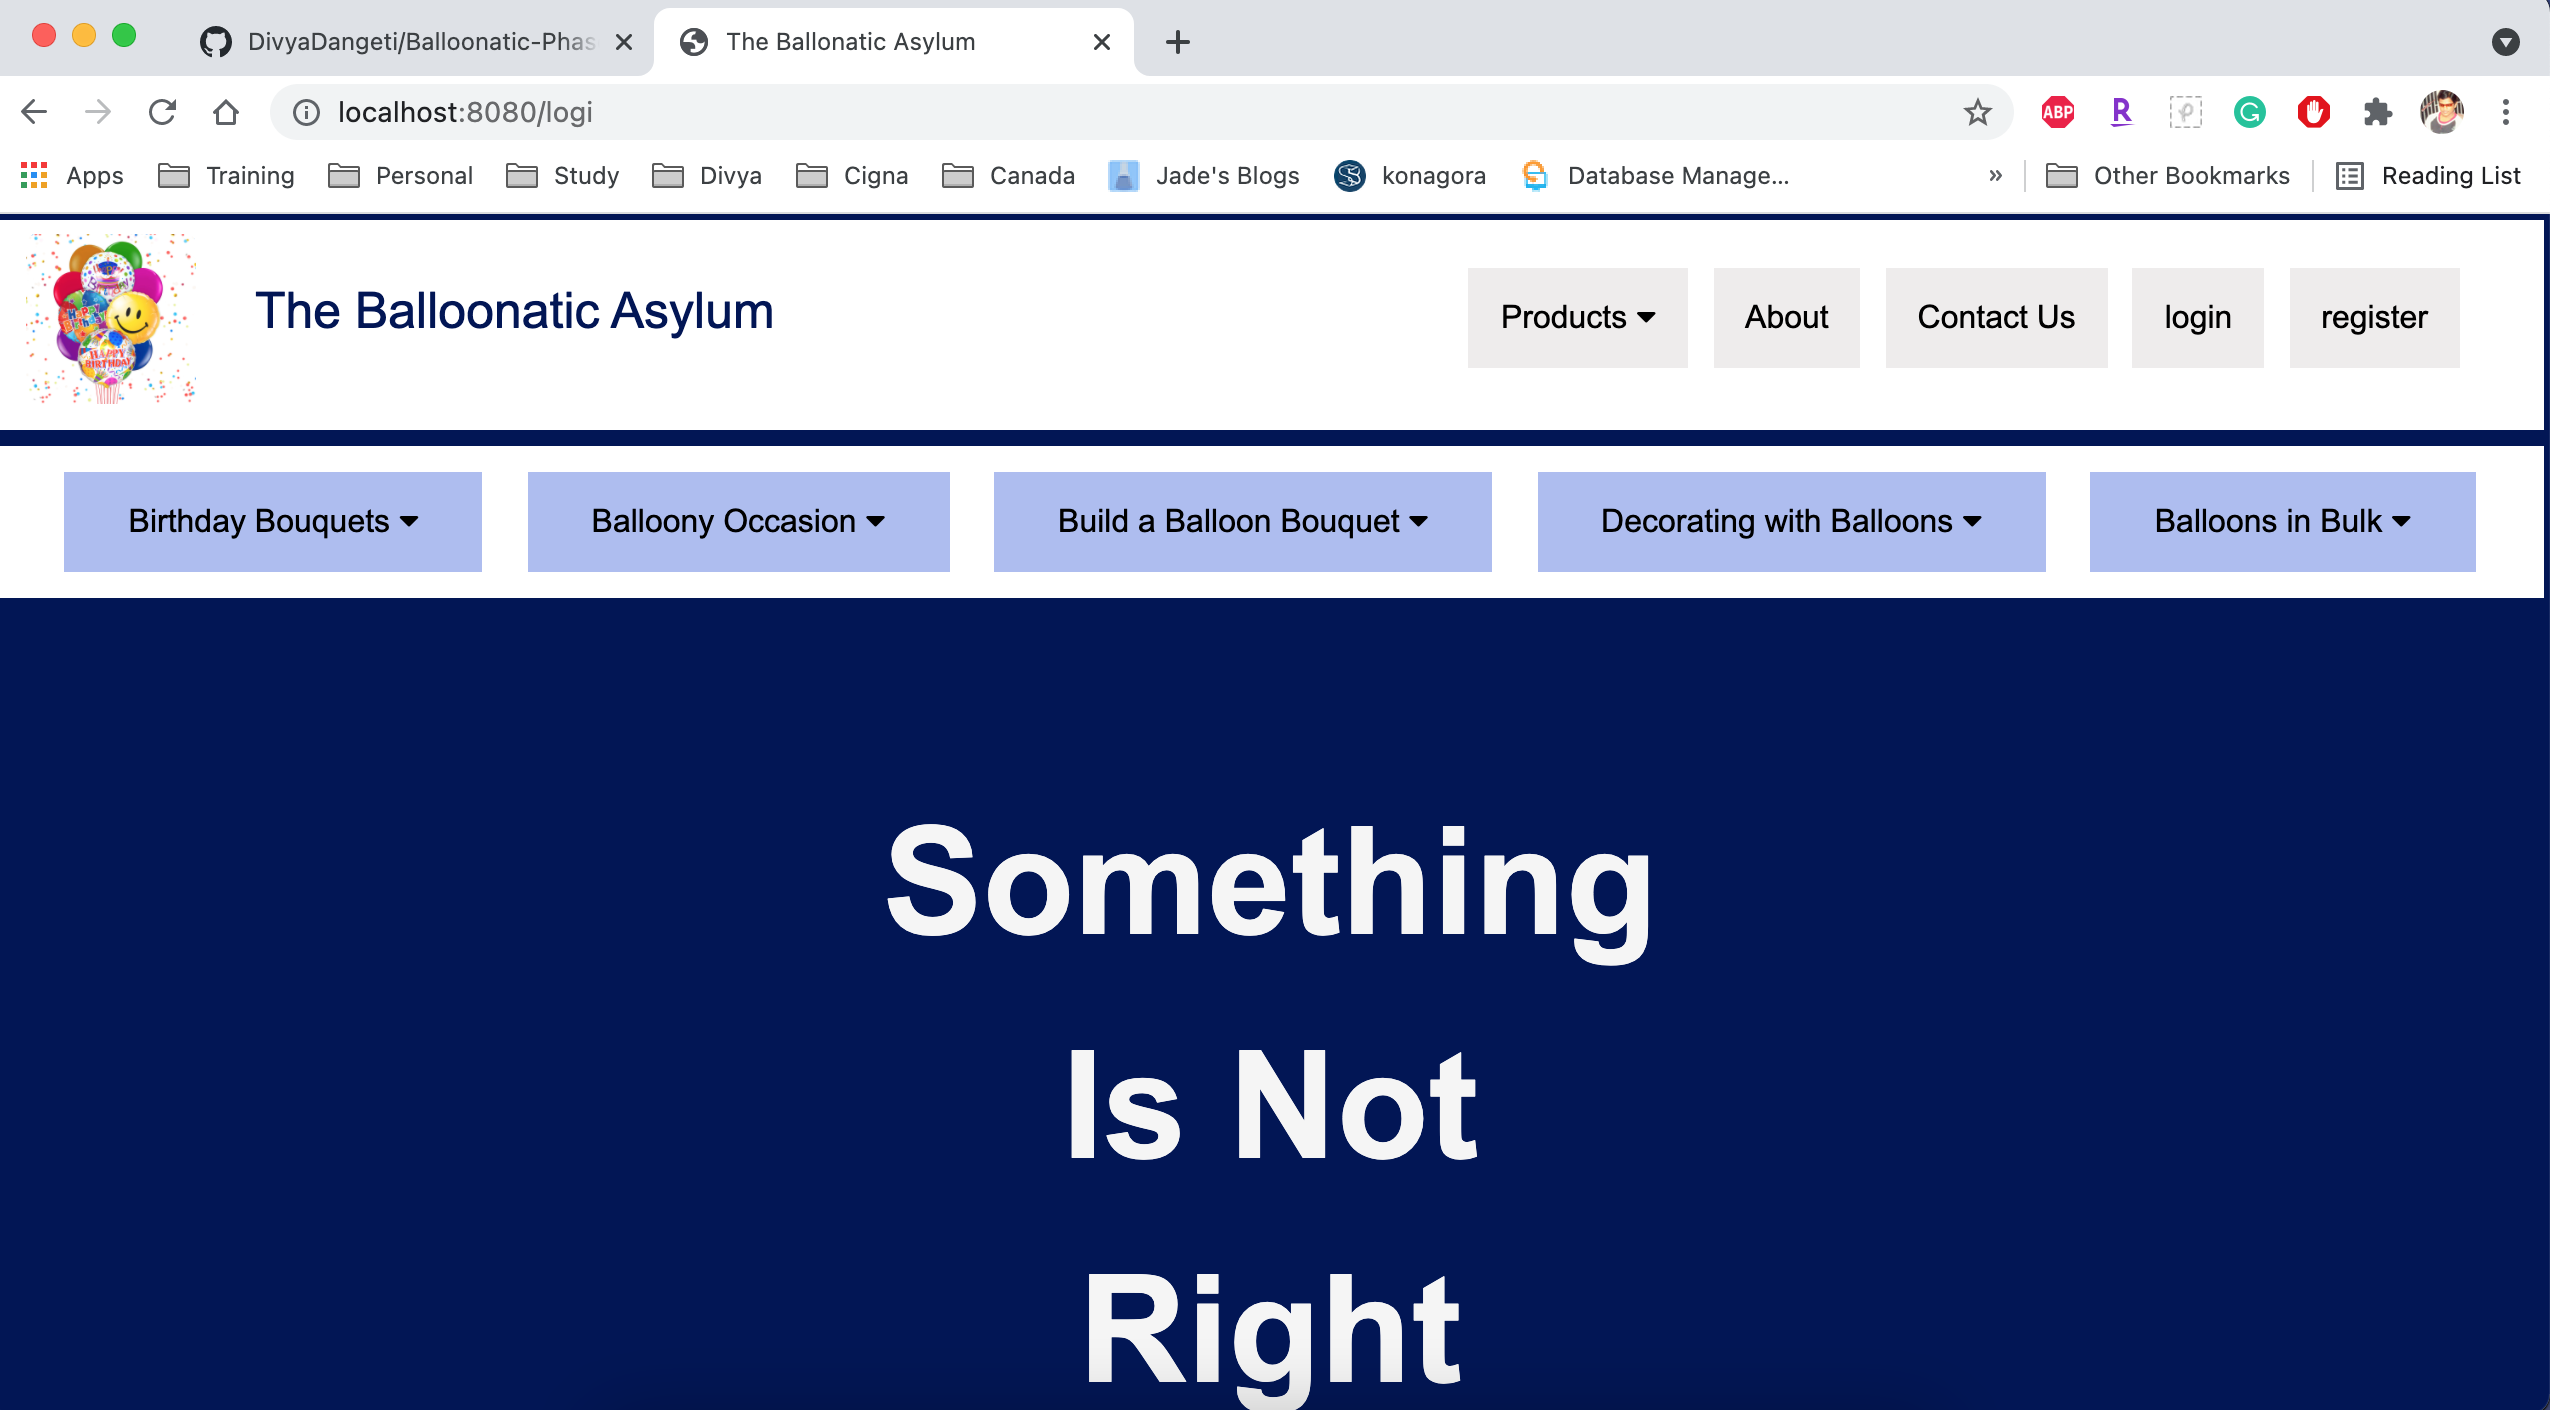 DivyaDangeti/Balloonatic-Phas
The Ballonatic Asylum
localhost:8080/logi
ABP
R
G
Apps Training Personal Study Divya Cigna Canada Jade's Blogs konagora Database Manage... » Other Bookmarks Reading List
The Balloonatic Asylum
Products About Contact Us login register
HAPPY
BIRTHDAY
Birthday Bouquets Balloony Occasion Build a Balloon Bouquet Decorating with Balloons Balloons in Bulk
Something
Is Not
Right